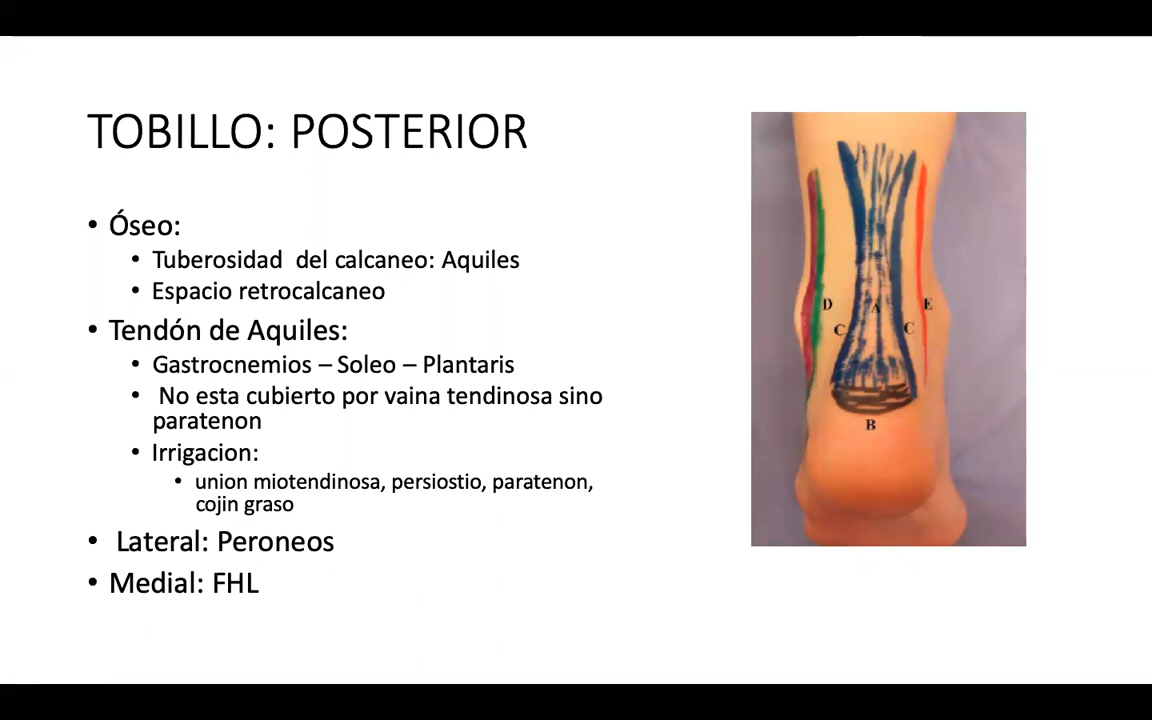 TOBILLO: POSTERIOR
• Óseo:
• Tuberosidad del calcaneo: Aquiles
• Espacio retrocalcaneo
• Tendón de Aquiles:
• Gastrocnemios – Soleo – Plantaris
• No esta cubierto por vaina tendinosa sino
paratenon
• Irrigacion:
• union miotendinosa, persiostio, paratenon,
cojin graso
• Lateral: Peroneos
• Medial: FHL
D A E
C C
B